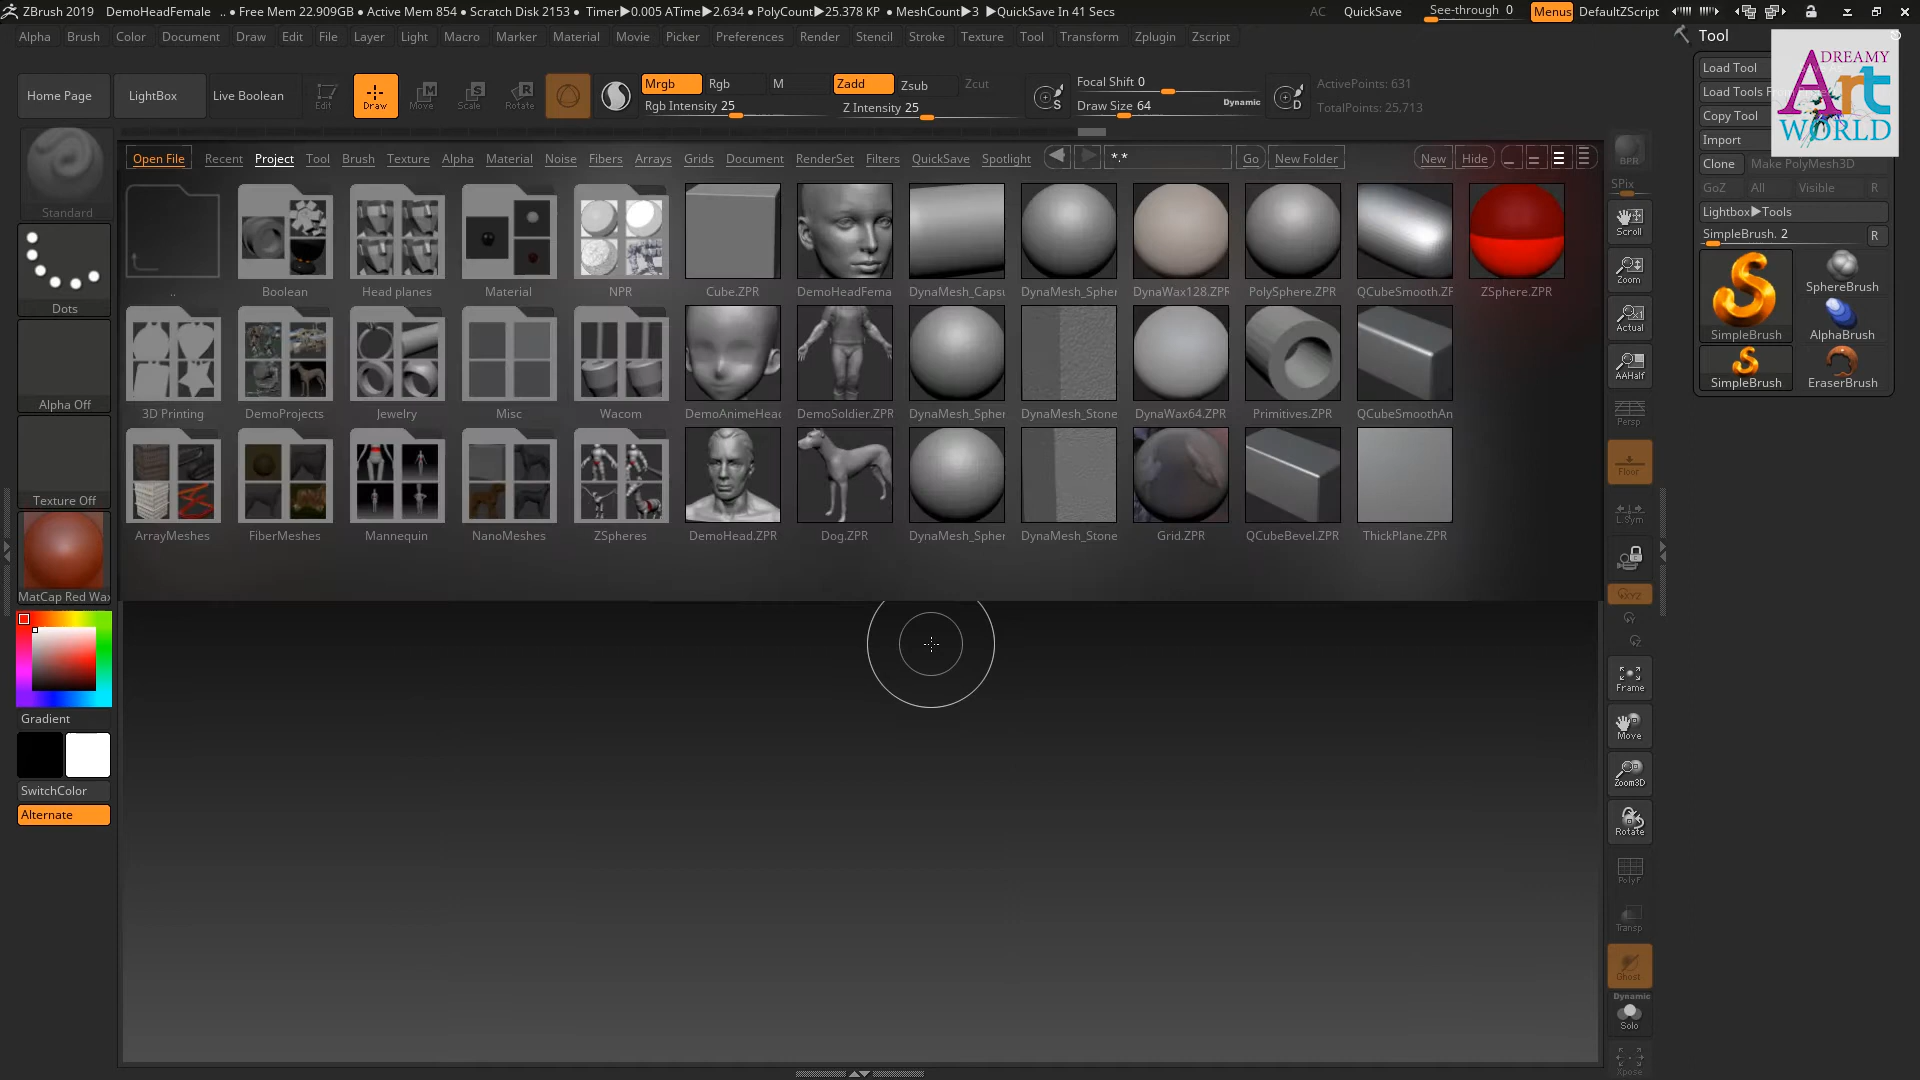 ZBrush 2019 DemoHeadFemale .. • Free Mem 22.909GB • Active Mem 854 • Scratch Disk 2153 • Timer▶0.005 ATime▶2.634 • PolyCount▶25.378 KP • MeshCount▶3 ▶QuickSave In 41 Secs AC QuickSave See-through 0 Menus DefaultZScript
Alpha Brush Color Document Draw Edit File Layer Light Macro Marker Material Movie Picker Preferences Render Stencil Stroke Texture Tool Transform Zplugin Zscript
Tool
Home Page LightBox Live Boolean Edit Draw Move Scale Rotate
Mrgb Rgb M Zadd Zsub Zcut
Rgb Intensity 25 Z Intensity 25
S Focal Shift 0
Draw Size 64 Dynamic D
ActivePoints: 631
TotalPoints: 25,713
Load Tool
Load Tools From
Copy Tool
Import
Clone Make PolyMesh3D
GoZ All Visible R
Lightbox▶Tools
SimpleBrush. 2 R
SimpleBrush SphereBrush
AlphaBrush
SimpleBrush EraserBrush
DREAMY
Art
WORLD
Open File Recent Project Tool Brush Texture Alpha Material Noise Fibers Arrays Grids Document RenderSet Filters QuickSave Spotlight *.* Go New Folder New Hide
.. Boolean Head planes Material NPR Cube.ZPR DemoHeadFema DynaMesh_Capsu DynaMesh_Spher DynaWax128.ZPR PolySphere.ZPR QCubeSmooth.ZF ZSphere.ZPR
3D Printing DemoProjects Jewelry Misc Wacom DemoAnimeHead DemoSoldier.ZPR DynaMesh_Spher DynaMesh_Stone DynaWax64.ZPR Primitives.ZPR QCubeSmoothAn
ArrayMeshes FiberMeshes Mannequin NanoMeshes ZSpheres DemoHead.ZPR Dog.ZPR DynaMesh_Spher DynaMesh_Stone Grid.ZPR QCubeBevel.ZPR ThickPlane.ZPR
Standard
Dots
Alpha Off
Texture Off
MatCap Red Wax
Gradient
SwitchColor
Alternate
BPR
SPix
Scroll
Zoom
Actual
AAHalf
Persp
Floor
L.Sym
XYZ
Frame
Move
Zoom3D
Rotate
PolyF
Transp
Ghost
Dynamic
Solo
Xpose